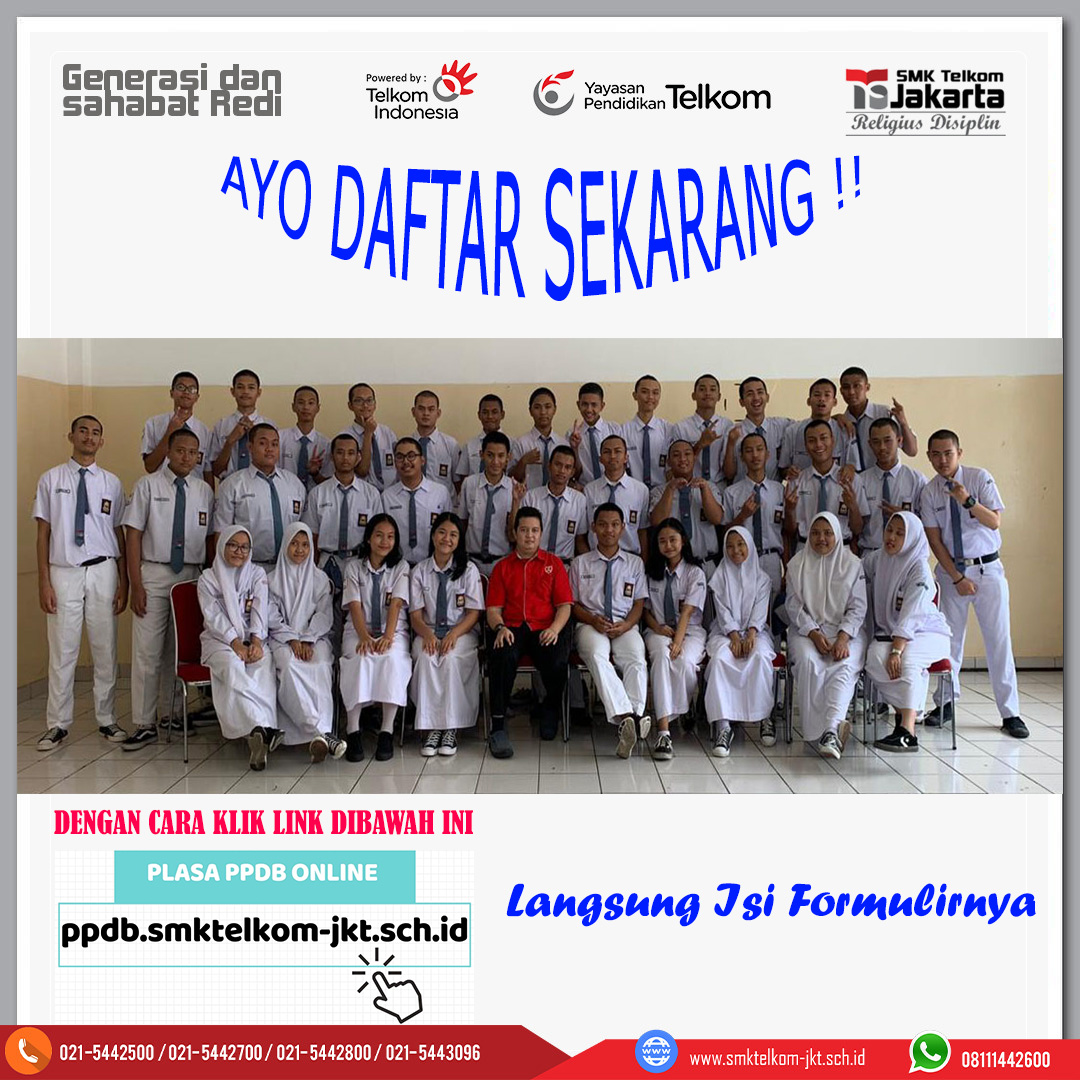 Generasi dan
sahabat Redi
Powered by :
Telkom
Indonesia
Yayasan
Pendidikan Telkom
SMK Telkom
Jakarta
Religius Disiplin
AYO DAFTAR SEKARANG !!
DENGAN CARA KLIK LINK DIBAWAH INI
PLASA PPDB ONLINE
ppdb.smktelkom-jkt.sch.id
Langsung Isi Formulirnya
021-5442500 / 021-5442700 / 021-5442800 / 021-5443096
www.smktelkom-jkt.sch.id
08111442600